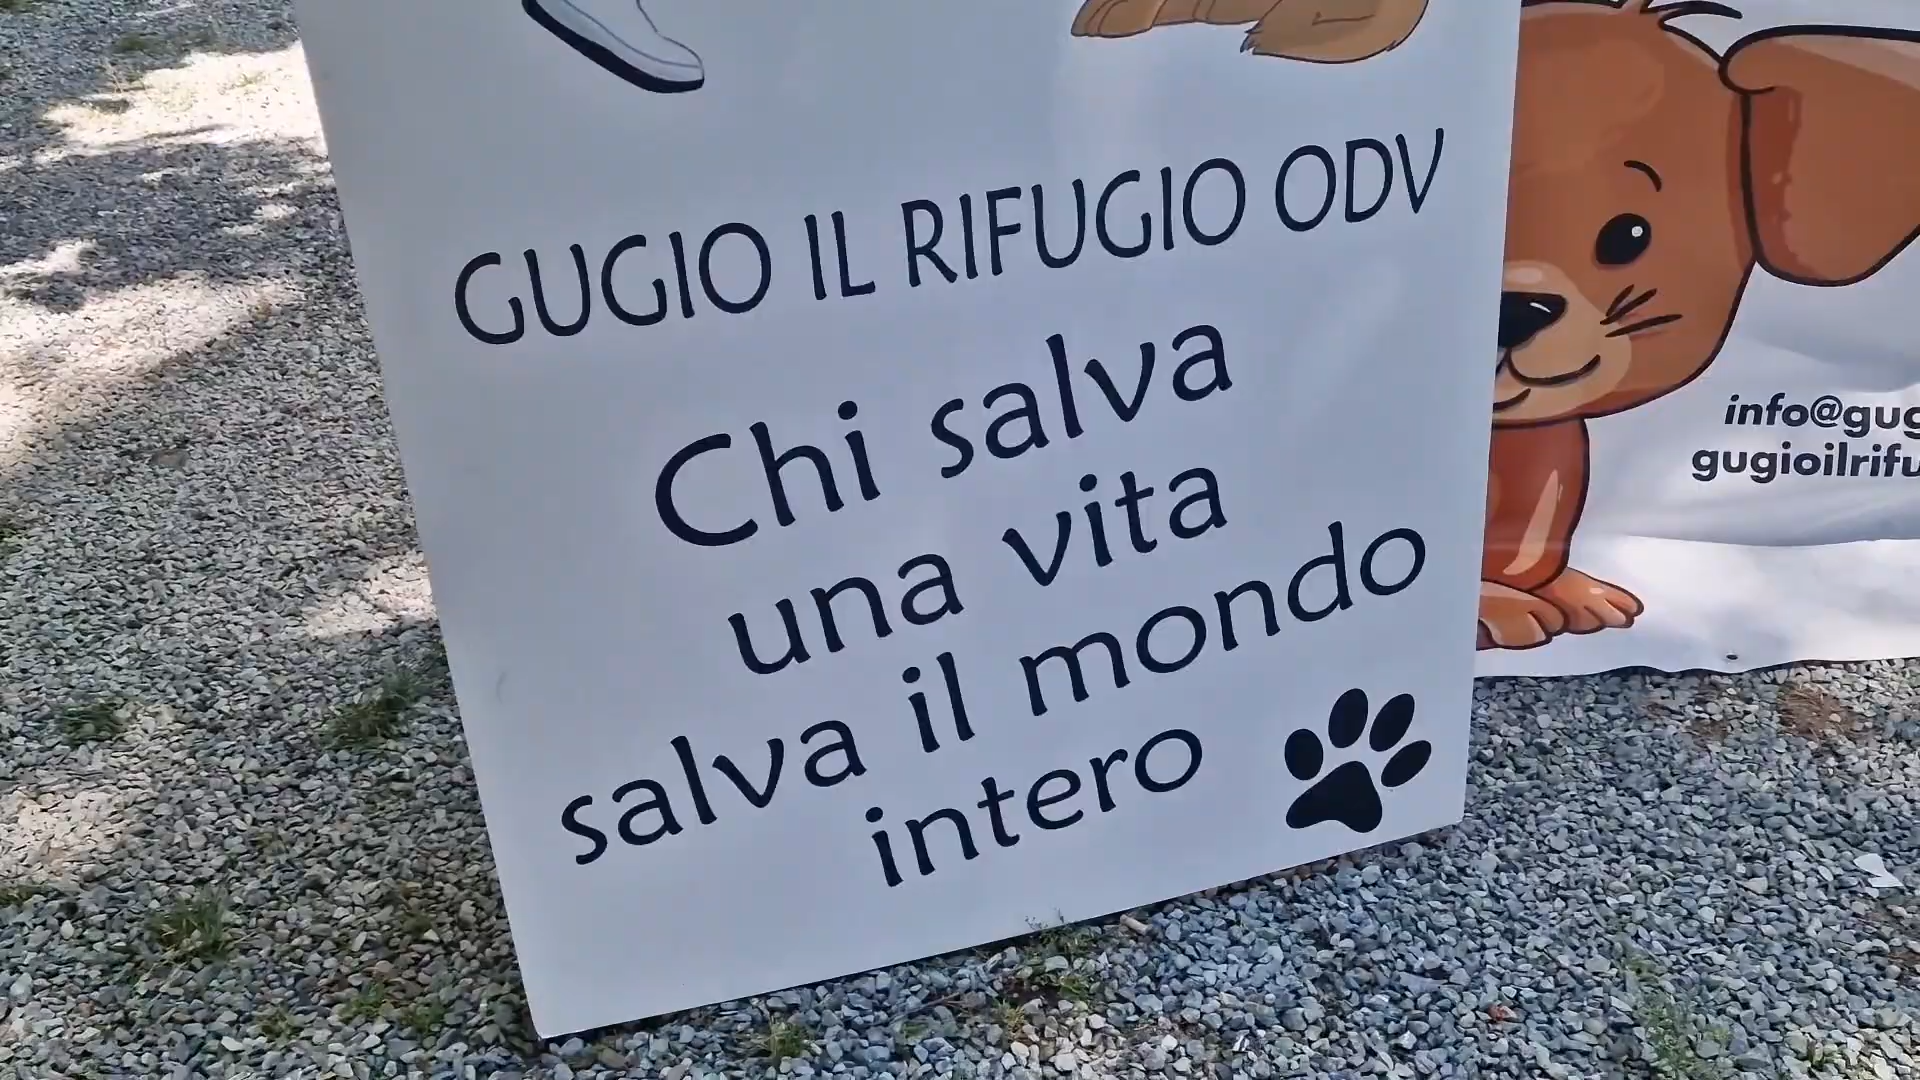 GUGIO IL RIFUGIO ODV
Chi salva
una vita
salva il mondo
intero
info@gug
gugioilrifu